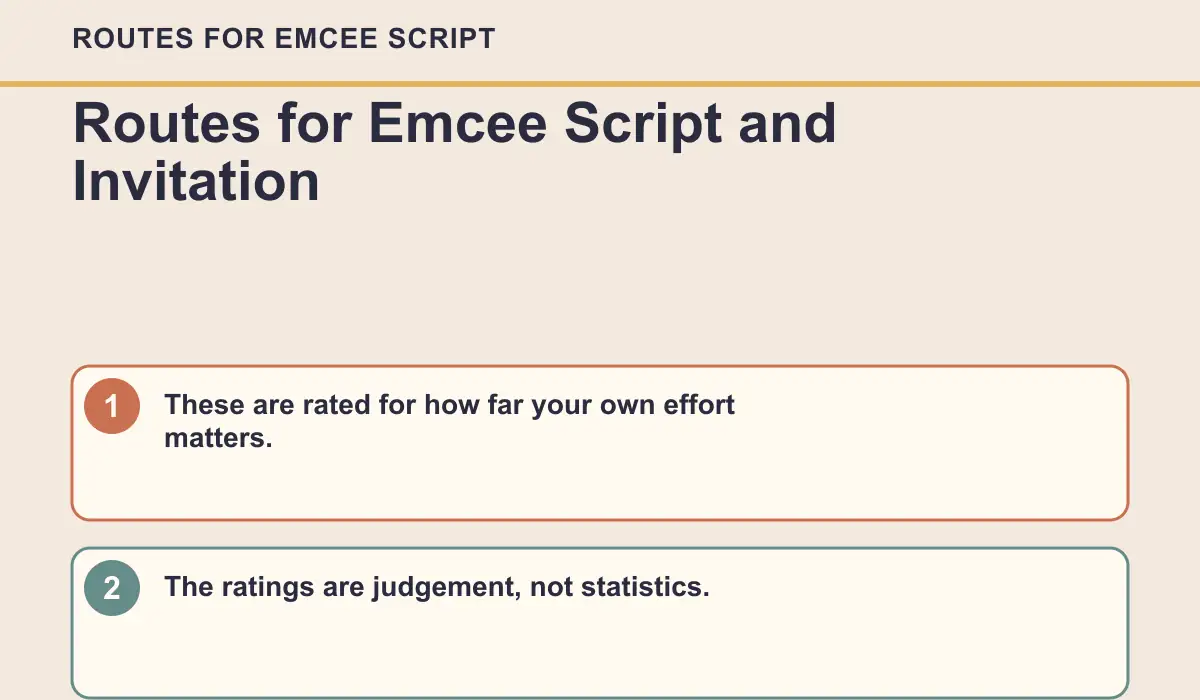 ROUTES FOR EMCEE SCRIPT
Routes for Emcee Script and
Invitation
1
These are rated for how far your own effort
matters.
2
The ratings are judgement, not statistics.